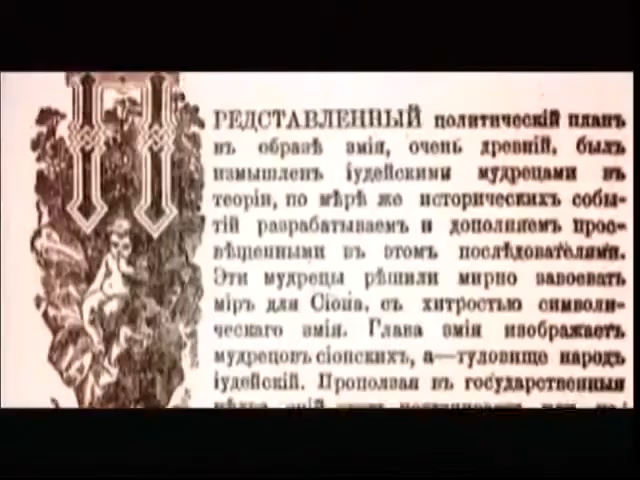 ПРЕДСТАВЛЕННЫЙ политическій планъ
въ образѣ змія, очень древній, былъ
измышленъ іудейскими мудрецами въ
теоріи, по мѣрѣ же историческихъ собы-
тій разрабатываемъ и дополняемъ прос-
вѣщенными въ этомъ послѣдователями.
Эти мудрецы рѣшили мирно завоевать
міръ для Сіона, съ хитростью символи-
ческаго змія. Глава змія изображаетъ
мудрецовъ сіонскихъ, а—туловище народъ
іудейскій. Проползая въ государственныя